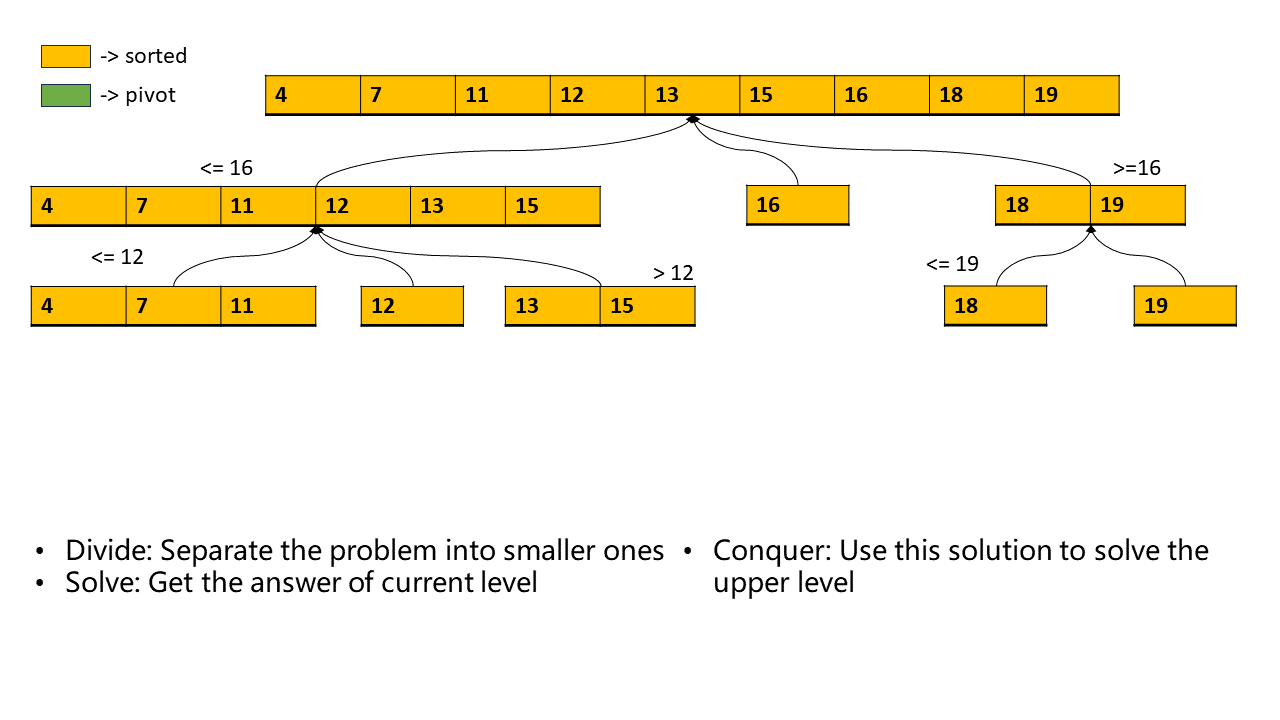 -> sorted
-> pivot
4 7 11 12 13 15 16 18 19
<= 16
>=16
4 7 11 12 13 15
16
18 19
<= 12
> 12
<= 19
4 7 11
12
13 15
18
19
• Divide: Separate the problem into smaller ones
• Solve: Get the answer of current level
• Conquer: Use this solution to solve the
upper level